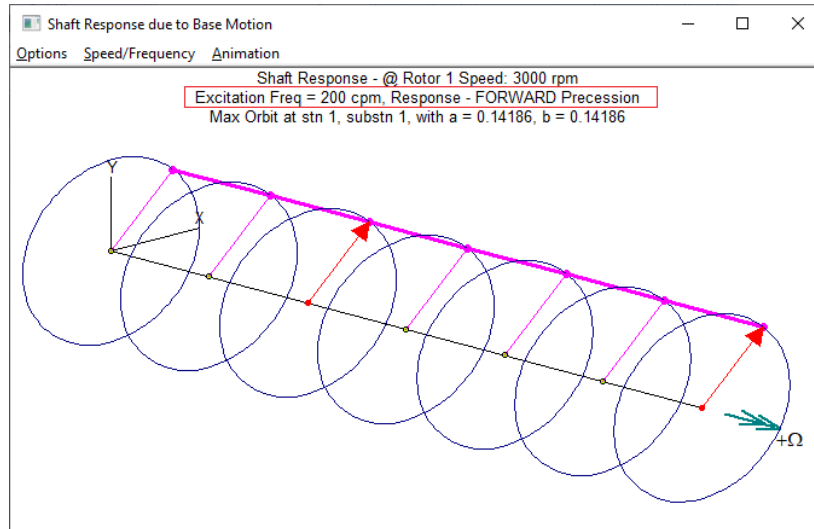 Shaft Response due to Base Motion
Options Speed/Frequency Animation
Shaft Response - @ Rotor 1 Speed: 3000 rpm
Excitation Freq = 200 cpm, Response - FORWARD Precession
Max Orbit at stn 1, substn 1, with a = 0.14186, b = 0.14186
Y
X
+Ω